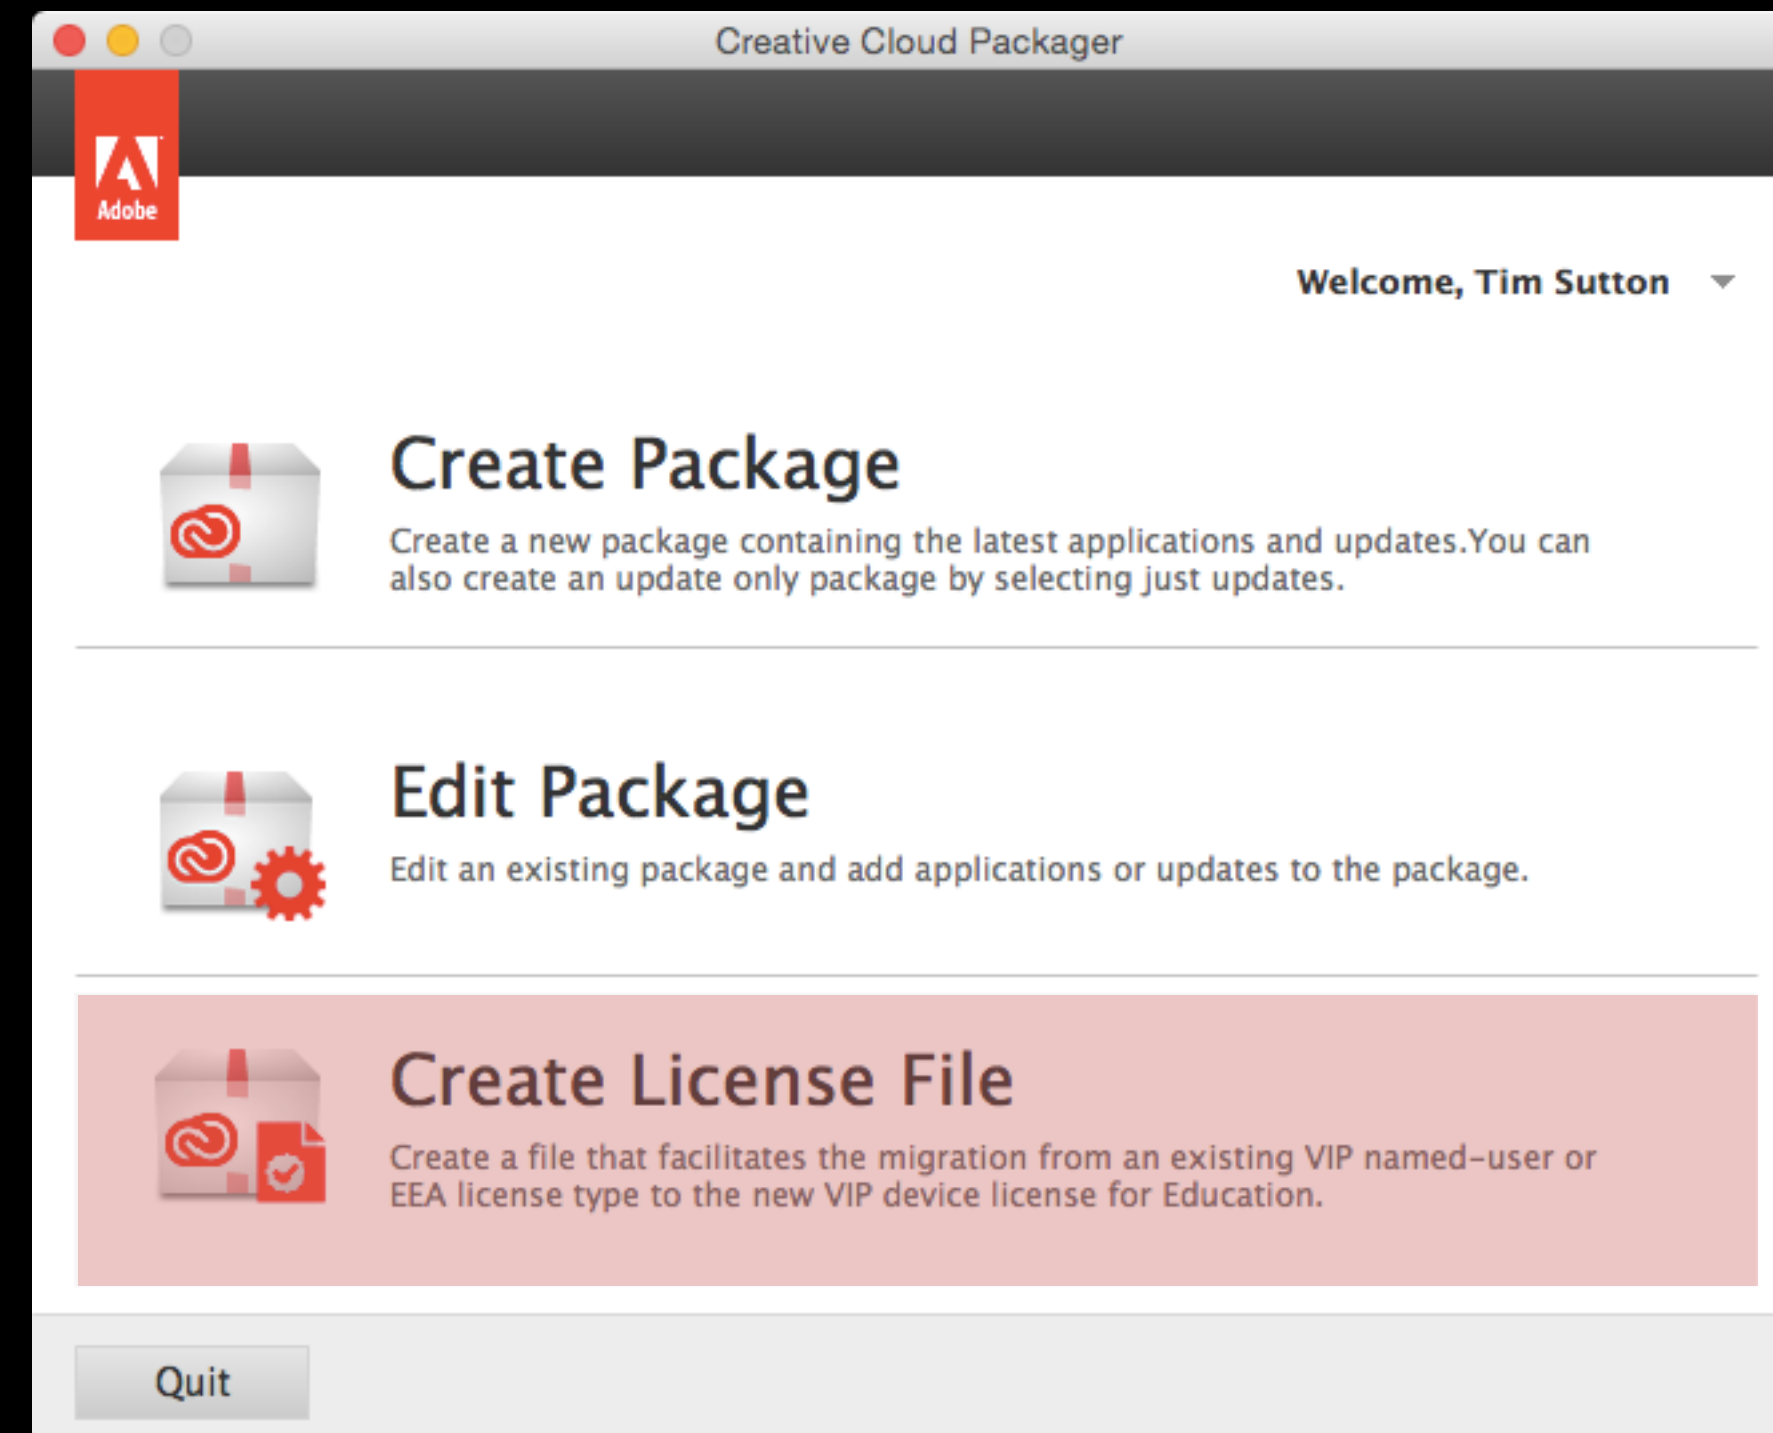 Creative Cloud Packager
Adobe
Welcome, Tim Sutton
Create Package
Create a new package containing the latest applications and updates.You can
also create an update only package by selecting just updates.
Edit Package
Edit an existing package and add applications or updates to the package.
Create License File
Create a file that facilitates the migration from an existing VIP named-user or
EEA license type to the new VIP device license for Education.
Quit